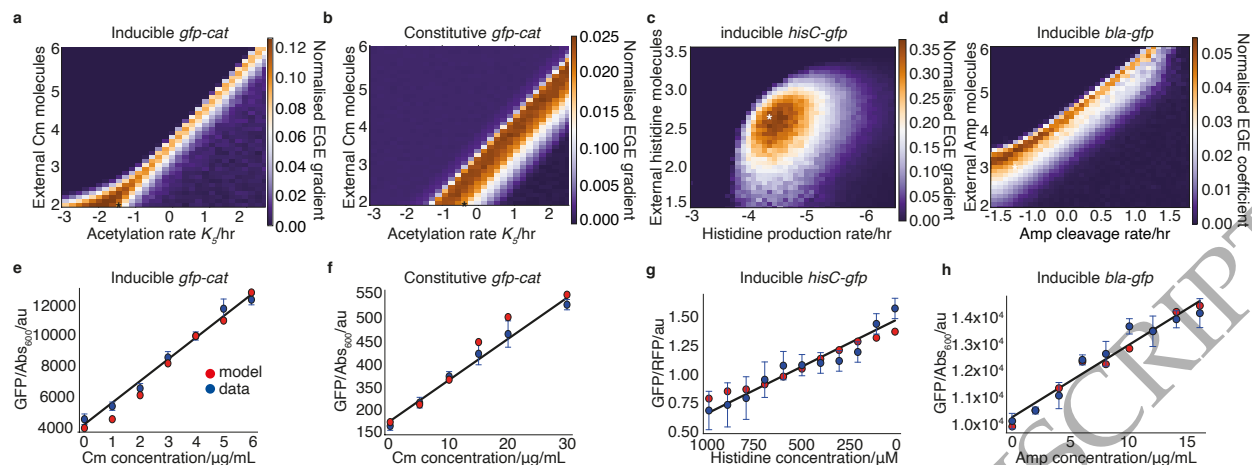 a
Inducible gfp-cat
External Cm molecules
6
5
4
3
2
-3 -2 -1 0 1 2
Acetylation rate K5/hr
0.12
0.10
0.08
0.06
0.04
0.02
0.00
Normalised EGE gradient
b
Constitutive gfp-cat
External Cm molecules
6
5
4
3
2
-3 -2 -1 0 1 2
Acetylation rate K5/hr
0.025
0.020
0.015
0.010
0.005
0.000
Normalised EGE gradient
c
inducible hisC-gfp
External histidine molecules
3.5
3.0
2.5
2.0
1.5
-3 -4 -5 -6
Histidine production rate/hr
0.35
0.30
0.25
0.20
0.15
0.10
0.05
0.00
Normalised EGE gradient
d
Inducible bla-gfp
External Amp molecules
6
5
4
3
2
-1.5 -1.0 -0.5 0.0 0.5 1.0 1.5
Amp cleavage rate/hr
0.05
0.04
0.03
0.02
0.01
0.00
Normalised EGE coefficient
e
Inducible gfp-cat
GFP/Abs600/au
12000
10000
8000
6000
4000
model
data
0 1 2 3 4 5 6
Cm concentration/µg/mL
f
Constitutive gfp-cat
GFP/Abs600/au
550
500
450
400
350
300
250
200
150
0 10 20 30
Cm concentration/µg/mL
g
Inducible hisC-gfp
GFP/RFP/au
1.50
1.25
1.00
0.75
0.50
1000 750 500 250 0
Histidine concentration/µM
h
Inducible bla-gfp
GFP/Abs600/au
1.4x10⁴
1.3x10⁴
1.2x10⁴
1.1x10⁴
1.0x10⁴
0 5 10 15
Amp concentration/µg/mL